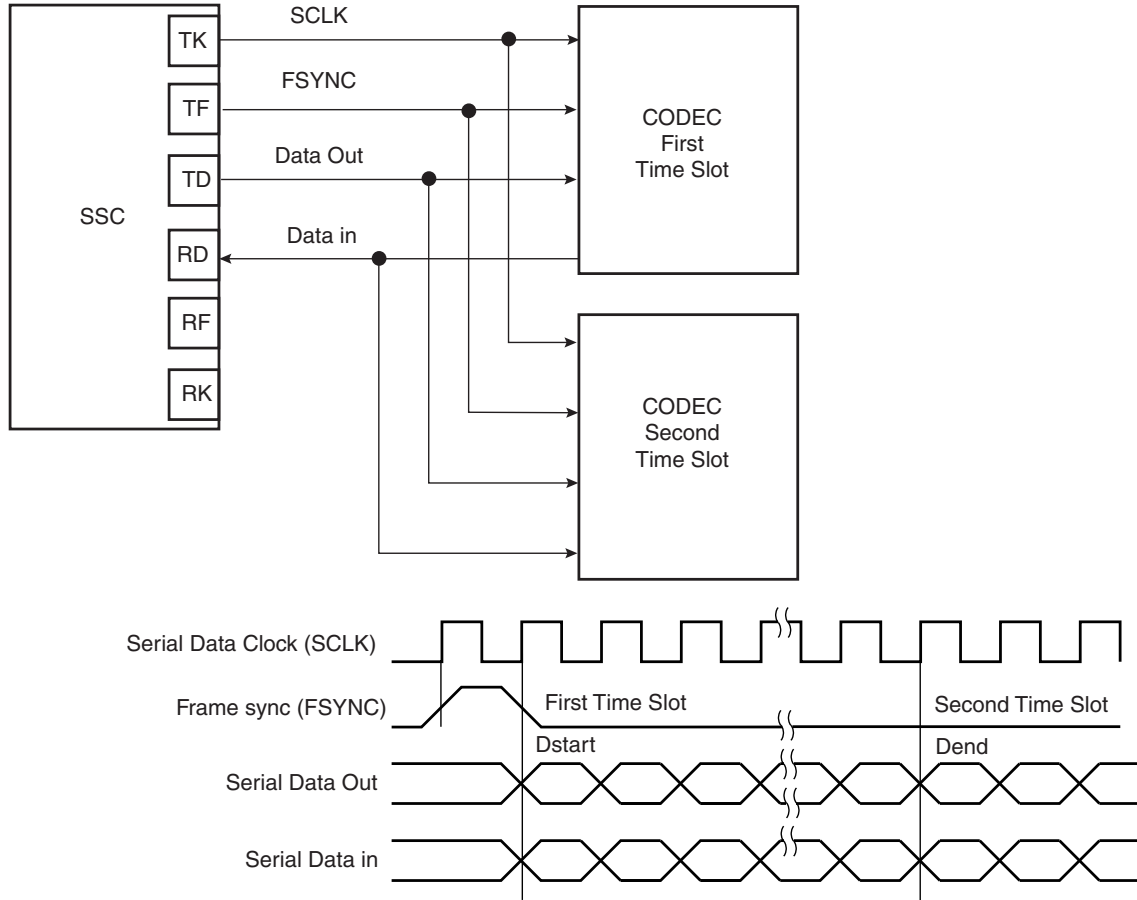 SSC
TK
TF
TD
RD
RF
RK
SCLK
FSYNC
Data Out
Data in
CODEC
First
Time Slot
CODEC
Second
Time Slot
Serial Data Clock (SCLK)
Frame sync (FSYNC)
First Time Slot
Second Time Slot
Dstart
Dend
Serial Data Out
Serial Data in